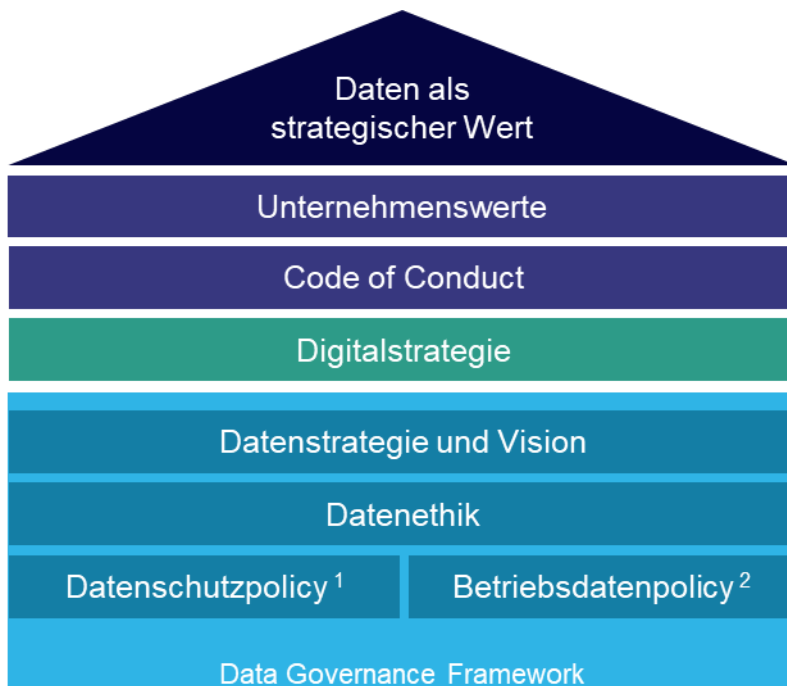 Daten als
strategischer Wert
Unternehmenswerte
Code of Conduct
Digitalstrategie
Datenstrategie und Vision
Datenethik
Datenschutzpolicy ¹
Betriebsdatenpolicy ²
Data Governance Framework